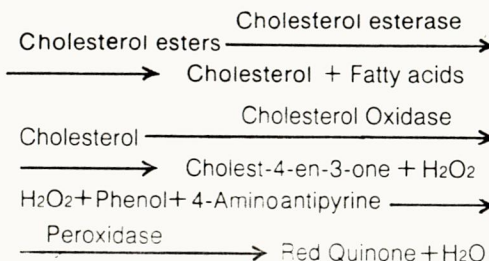 Cholesterol esterase
Cholesterol esters
Cholesterol + Fatty acids
Cholesterol Oxidase
Cholesterol
Cholest-4-en-3-one + H₂O₂
H₂O₂+Phenol+ 4-Aminoantipyrine
Peroxidase
Red Quinone+H₂O